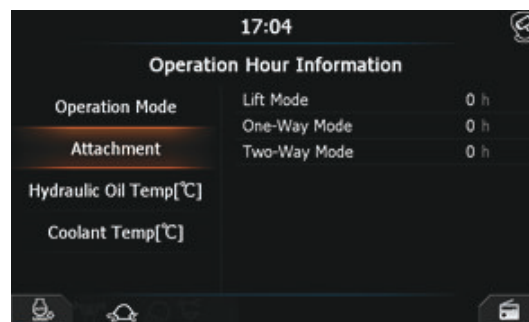 17:04
Operation Hour Information
Operation Mode
Attachment
Hydraulic Oil Temp[℃]
Coolant Temp[℃]
Lift Mode 0 h
One-Way Mode 0 h
Two-Way Mode 0 h